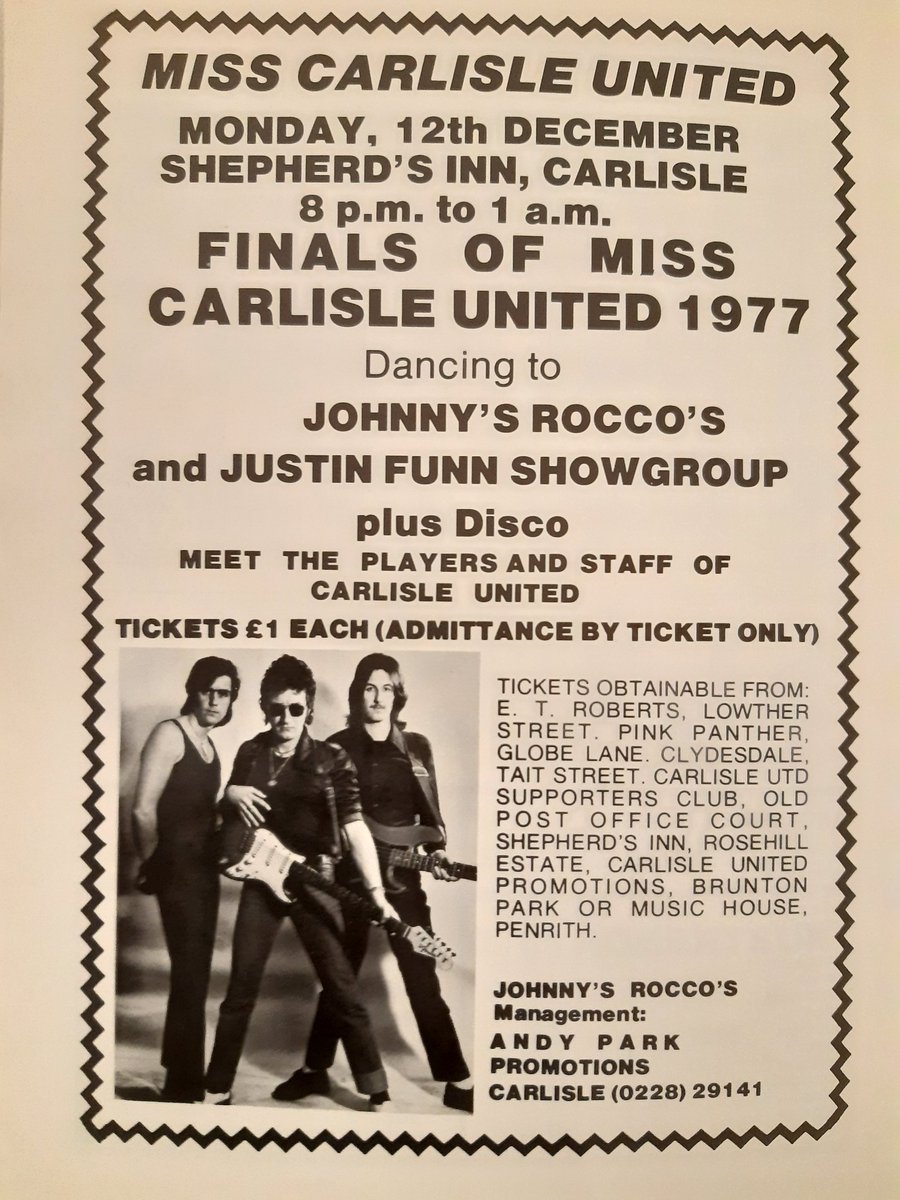 MISS CARLISLE UNITED
MONDAY, 12th DECEMBER
SHEPHERD'S INN, CARLISLE
8 p.m. to 1 a.m.
FINALS OF MISS
CARLISLE UNITED 1977
Dancing to
JOHNNY'S ROCCO'S
and JUSTIN FUNN SHOWGROUP
plus Disco
MEET THE PLAYERS AND STAFF OF
CARLISLE UNITED
TICKETS £1 EACH (ADMITTANCE BY TICKET ONLY)
TICKETS OBTAINABLE FROM:
E. T. ROBERTS, LOWTHER
STREET. PINK PANTHER,
GLOBE LANE. CLYDESDALE,
TAIT STREET. CARLISLE UTD
SUPPORTERS CLUB, OLD
POST OFFICE COURT,
SHEPHERD'S INN, ROSEHILL
ESTATE, CARLISLE UNITED
PROMOTIONS, BRUNTON
PARK OR MUSIC HOUSE,
PENRITH.
JOHNNY'S ROCCO'S
Management:
ANDY PARK
PROMOTIONS
CARLISLE (0228) 29141